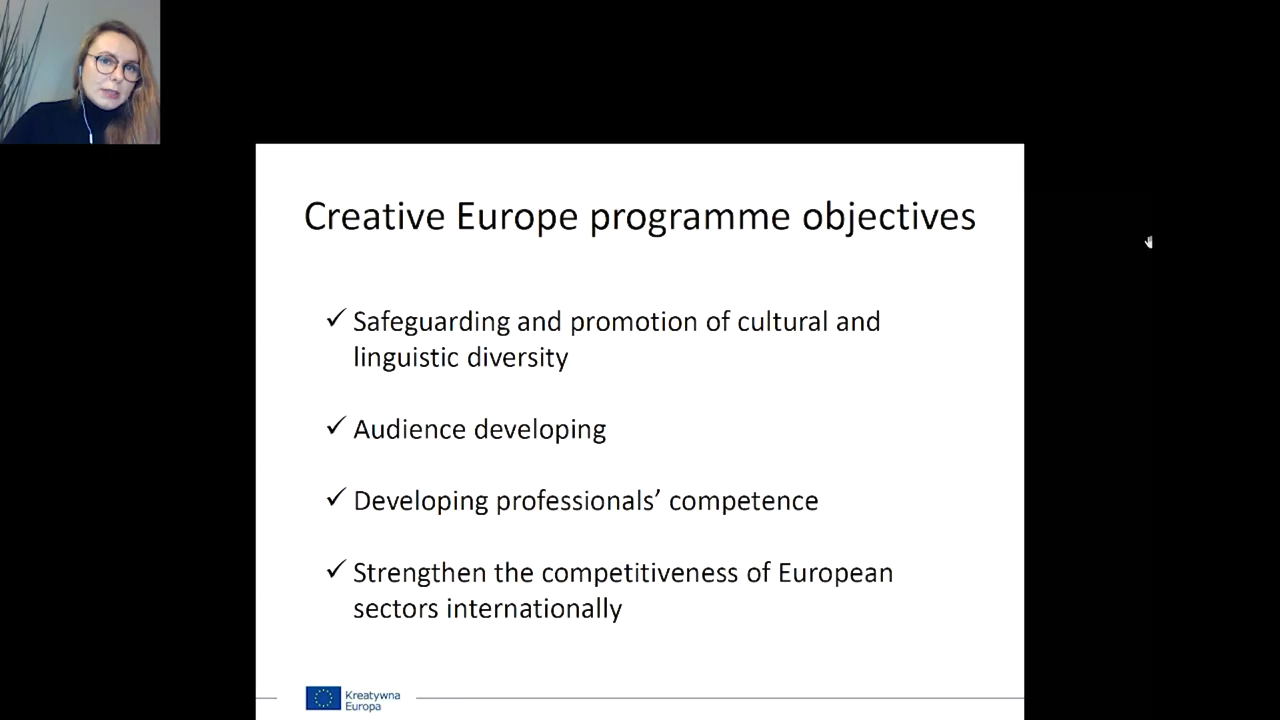 Creative Europe programme objectives
✓ Safeguarding and promotion of cultural and
linguistic diversity
✓ Audience developing
✓ Developing professionals’ competence
✓ Strengthen the competitiveness of European
sectors internationally
Kreatywna
Europa